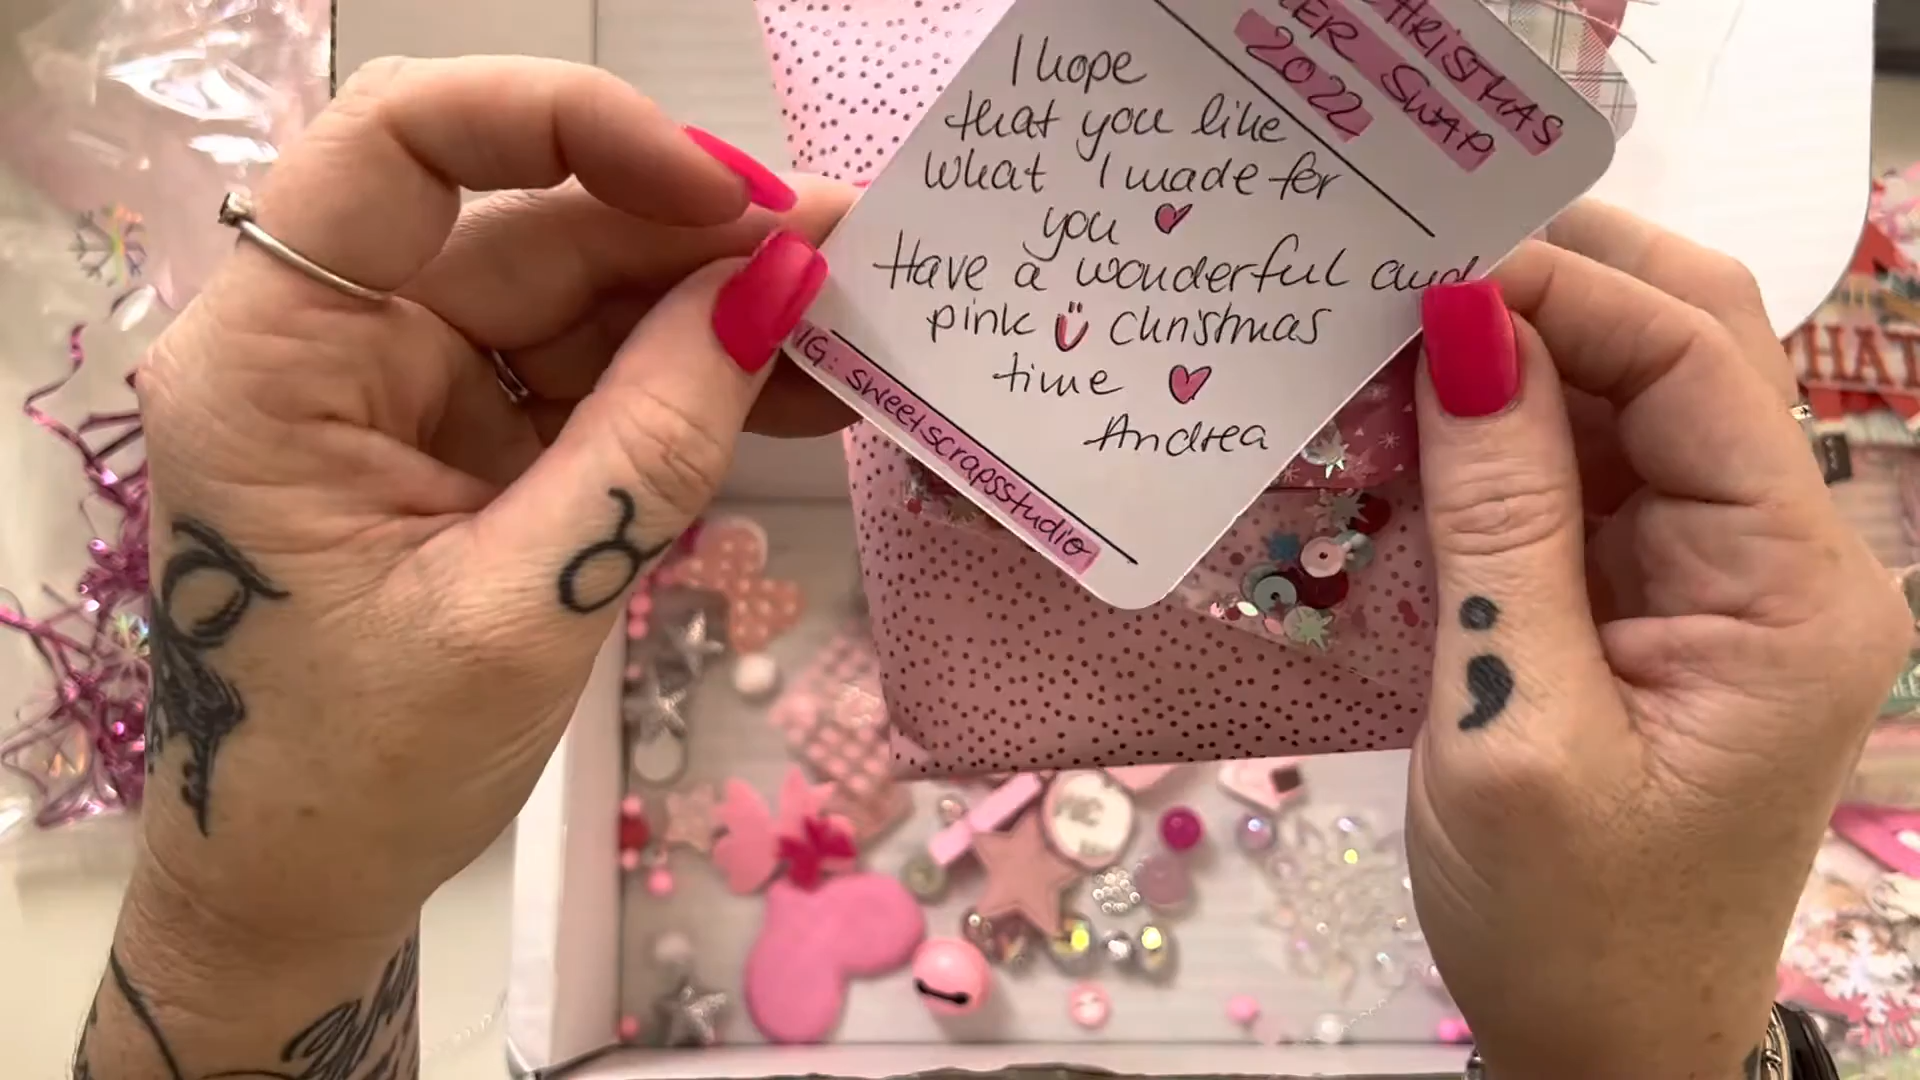 CHRISTMAS
SWAP
2022
I hope
that you like
what I made for
you
Have a wonderful and
pink ü Christmas
time
Andrea
IG: sweetscrapsstudio
HAT